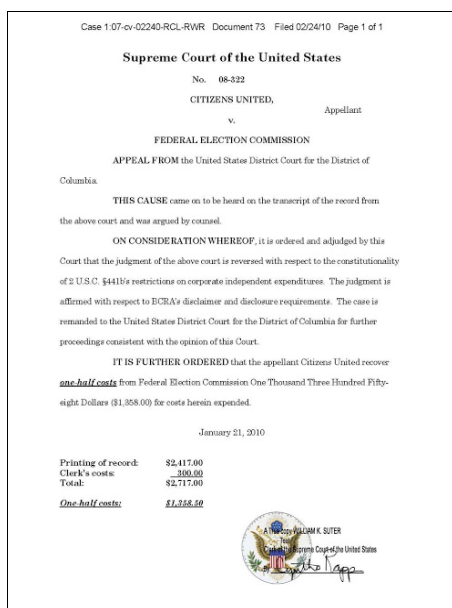 Case 1:07-cv-02240-RCL-RWR Document 73 Filed 02/24/10 Page 1 of 1
Supreme Court of the United States
No. 08-322
CITIZENS UNITED,
Appellant
v.
FEDERAL ELECTION COMMISSION
APPEAL FROM the United States District Court for the District of
Columbia.
THIS CAUSE came on to be heard on the transcript of the record from
the above court and was argued by counsel.
ON CONSIDERATION WHEREOF, it is ordered and adjudged by this
Court that the judgment of the above court is reversed with respect to the constitutionality
of 2 U.S.C. §441b's restrictions on corporate independent expenditures. The judgment is
affirmed with respect to BCRA's disclaimer and disclosure requirements. The case is
remanded to the United States District Court for the District of Columbia for further
proceedings consistent with the opinion of this Court.
IT IS FURTHER ORDERED that the appellant Citizens United recover
one-half costs from Federal Election Commission One Thousand Three Hundred Fifty-
eight Dollars ($1,358.00) for costs herein expended.
January 21, 2010
Printing of record: $2,417.00
Clerk's costs: 300.00
Total: $2,717.00
One-half costs: $1,358.50
A True copy WILLIAM K. SUTER
Test
Clerk of the Supreme Court of the United States